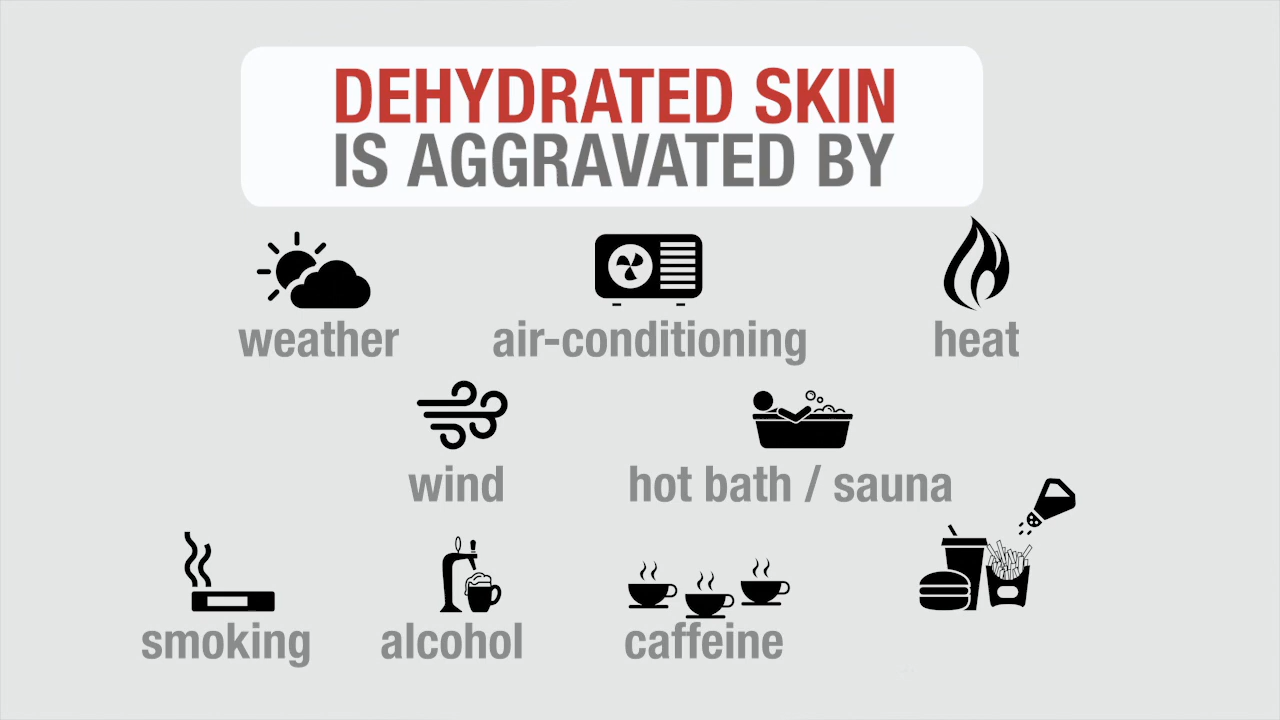 DEHYDRATED SKIN
IS AGGRAVATED BY
weather air-conditioning heat
wind hot bath / sauna
smoking alcohol caffeine